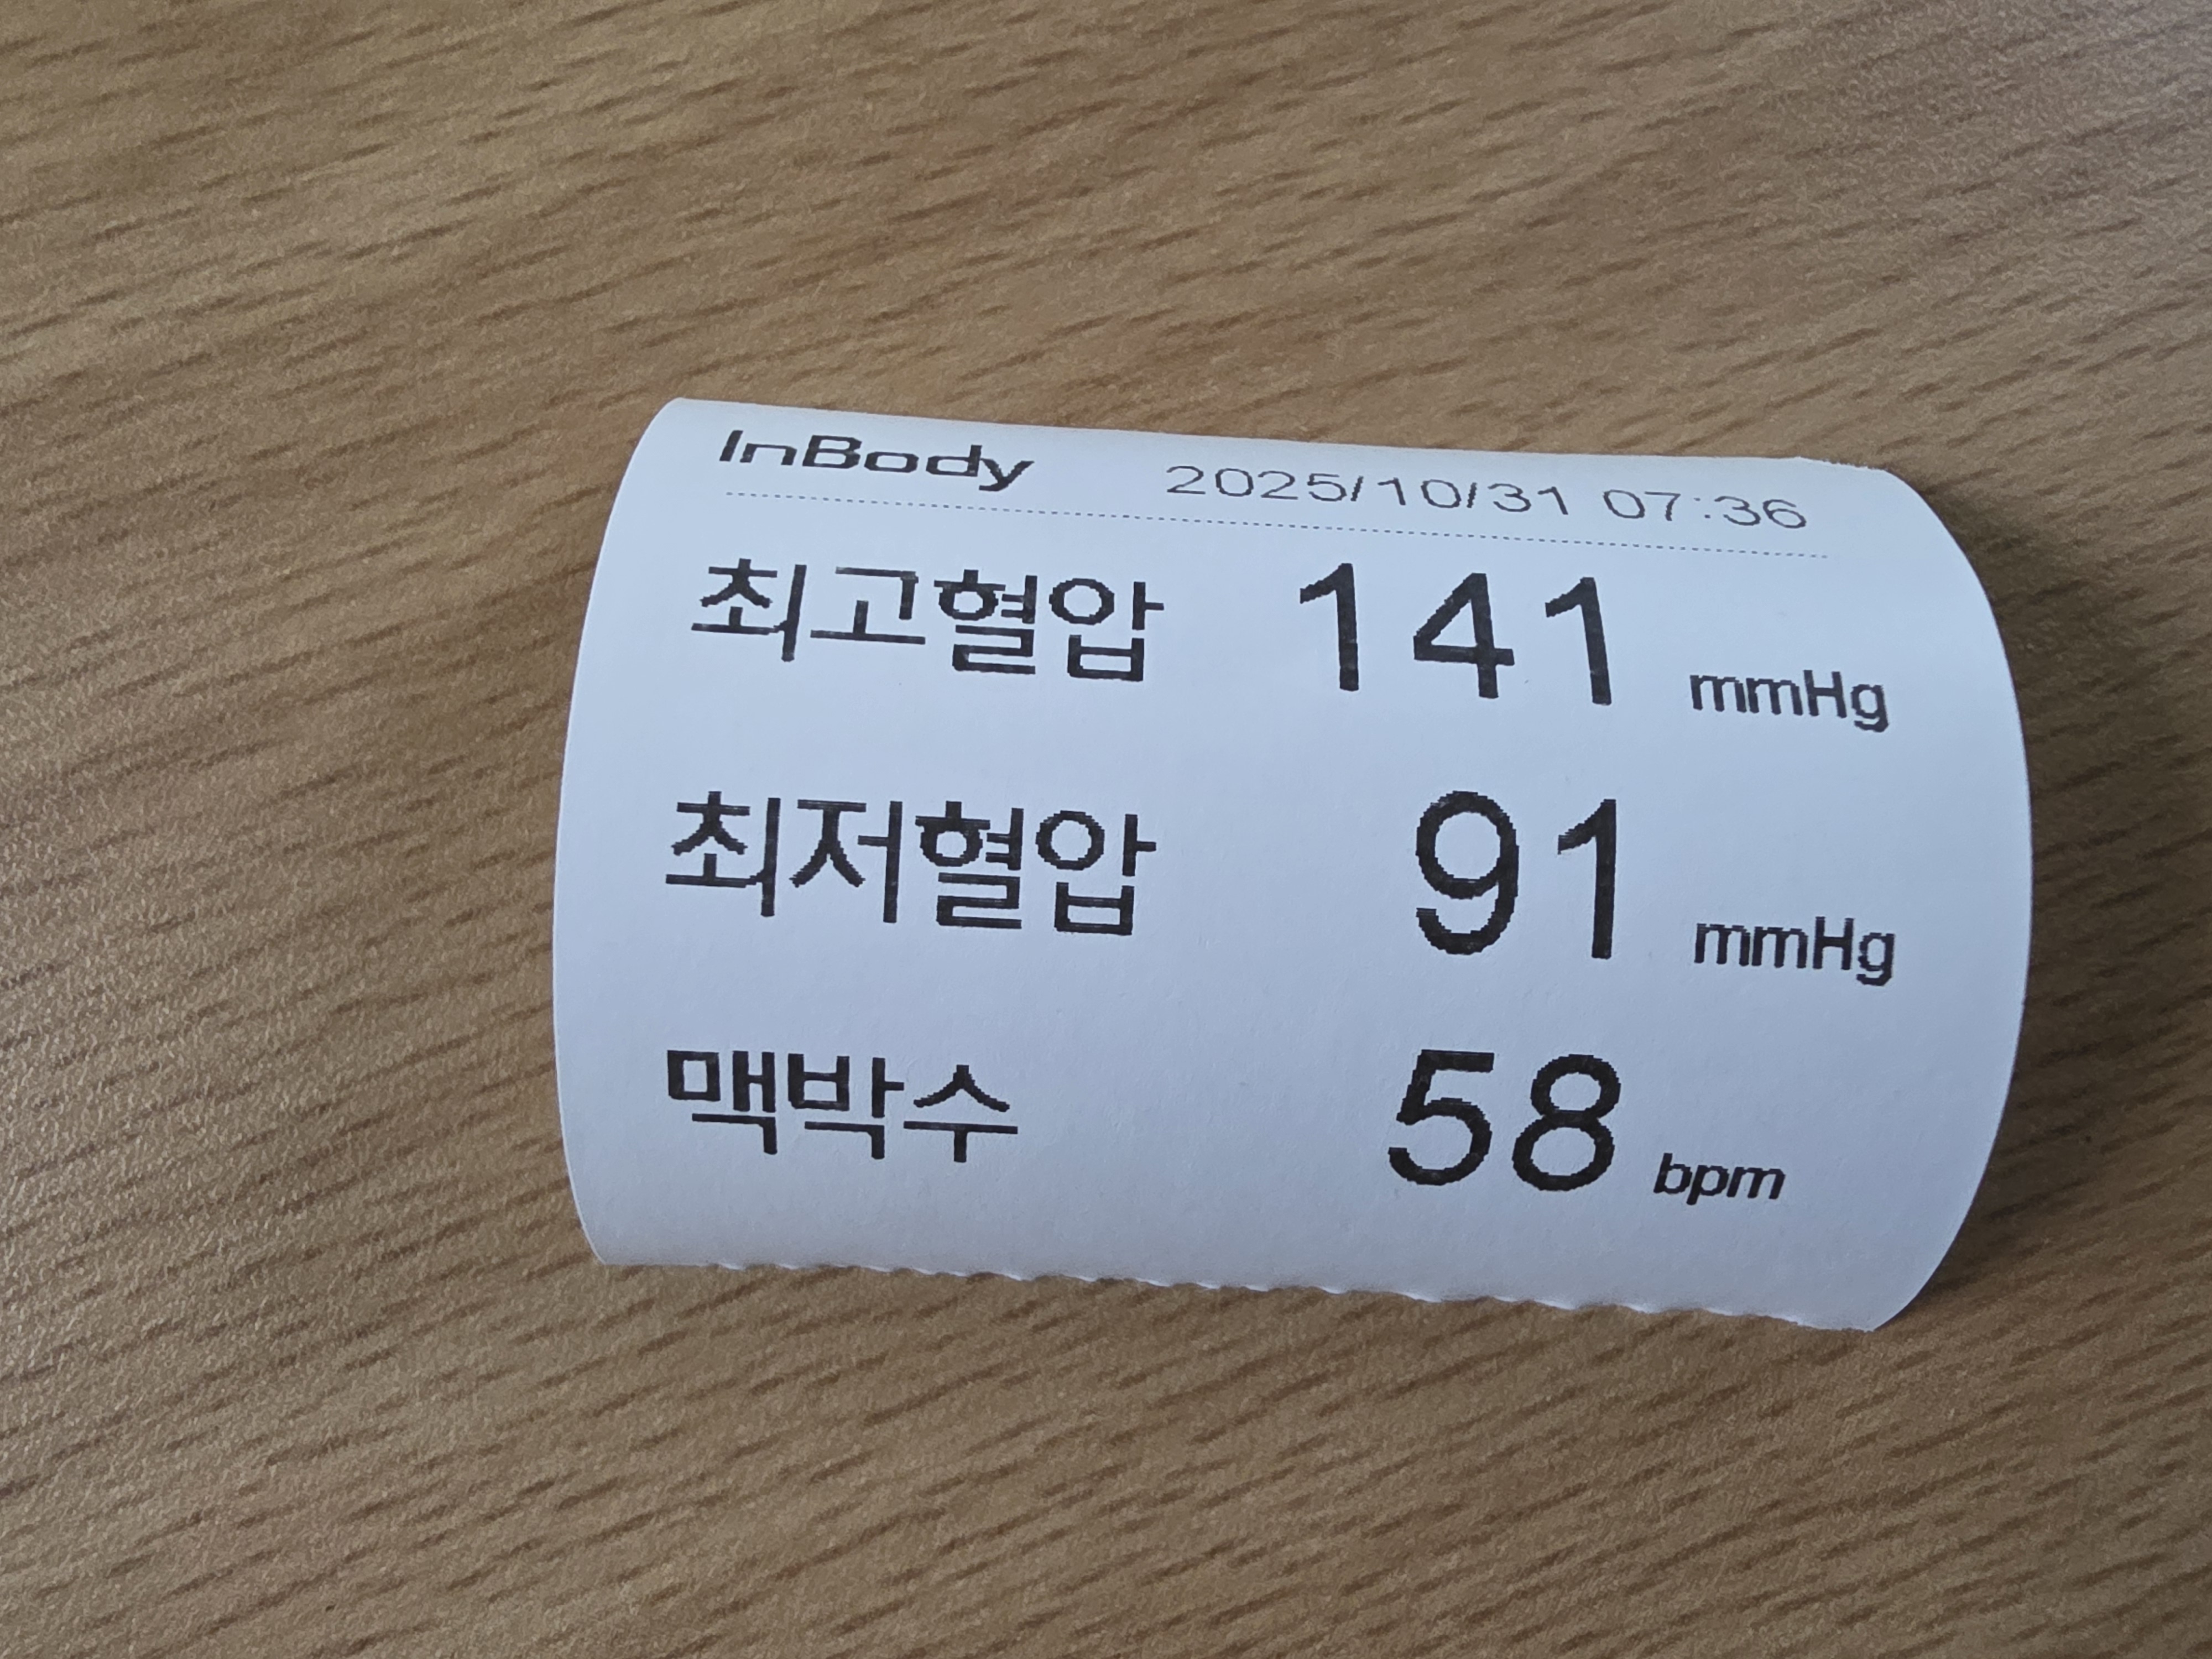 InBody 2025/10/31 07:36
최고혈압 141 mmHg
최저혈압 91 mmHg
맥박수 58 bpm